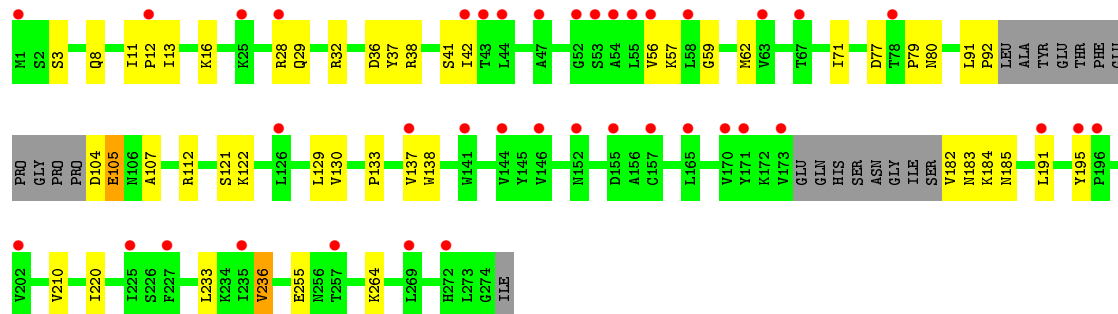 M1 S2 S3 Q8 I11 P12 I13 K16 K25 R28 Q29 R32 D36 Y37 R38 S41 I42 T43 L44 A47 G52 S53 A54 L55 V56 K57 L58 G59 M62 V63 T67 I71 D77 T78 P79 N80 L91 P92 LEU ALA TYR GLU THR PHE GLU
PRO GLY PRO PRO D104 E105 N106 A107 R112 S121 K122 L126 L129 V130 P133 V137 W138 W141 V144 Y145 V146 N152 D155 A156 C157 L165 V170 Y171 K172 V173 GLU GLN HIS SER ASN GLY ILE SER V182 N183 K184 N185 L191 Y195 P196
V202 V210 I220 I225 S226 F227 L233 K234 I235 V236 E255 N256 T257 K264 L269 H272 L273 G274 ILE